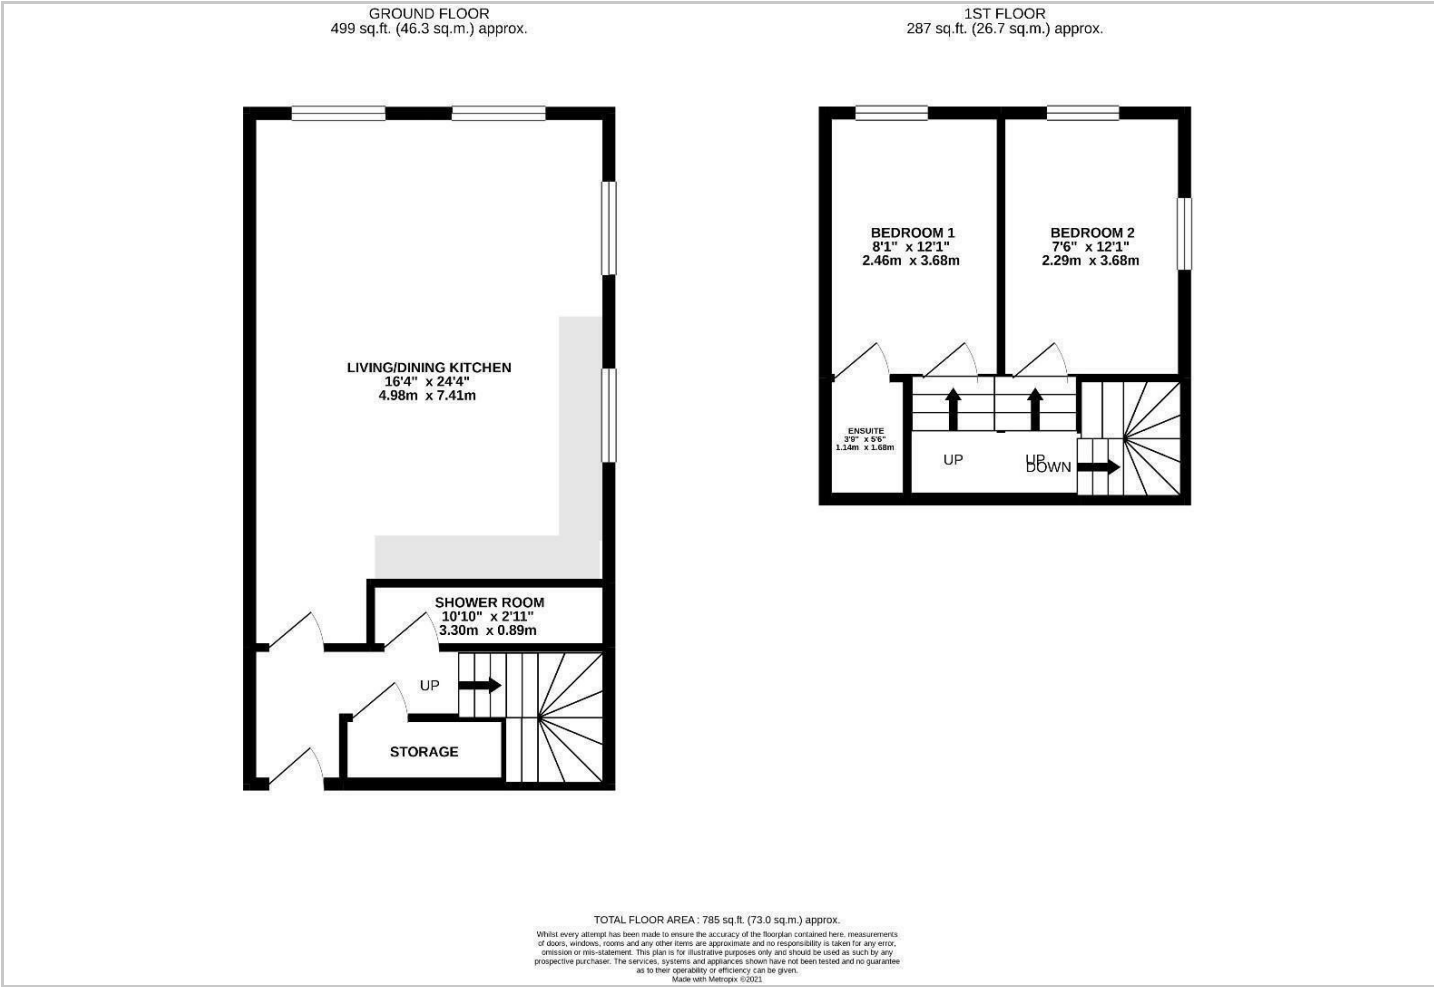 GROUND FLOOR
499 sq.ft. (46.3 sq.m.) approx.
1ST FLOOR
287 sq.ft. (26.7 sq.m.) approx.
LIVING/DINING KITCHEN
16'4" x 24'4"
4.98m x 7.41m
SHOWER ROOM
10'10" x 2'11"
3.30m x 0.89m
UP
STORAGE
BEDROOM 1
8'1" x 12'1"
2.46m x 3.68m
BEDROOM 2
7'6" x 12'1"
2.29m x 3.68m
ENSUITE
3'9" x 5'6"
1.14m x 1.68m
UP
UP
DOWN
TOTAL FLOOR AREA : 785 sq.ft. (73.0 sq.m.) approx.
Whilst every attempt has been made to ensure the accuracy of the floorplan contained here, measurements
of doors, windows, rooms and any other items are approximate and no responsibility is taken for any error,
omission or mis-statement. This plan is for illustrative purposes only and should be used as such by any
prospective purchaser. The services, systems and appliances shown have not been tested and no guarantee
as to their operability or efficiency can be given.
Made with Metropix ©2021